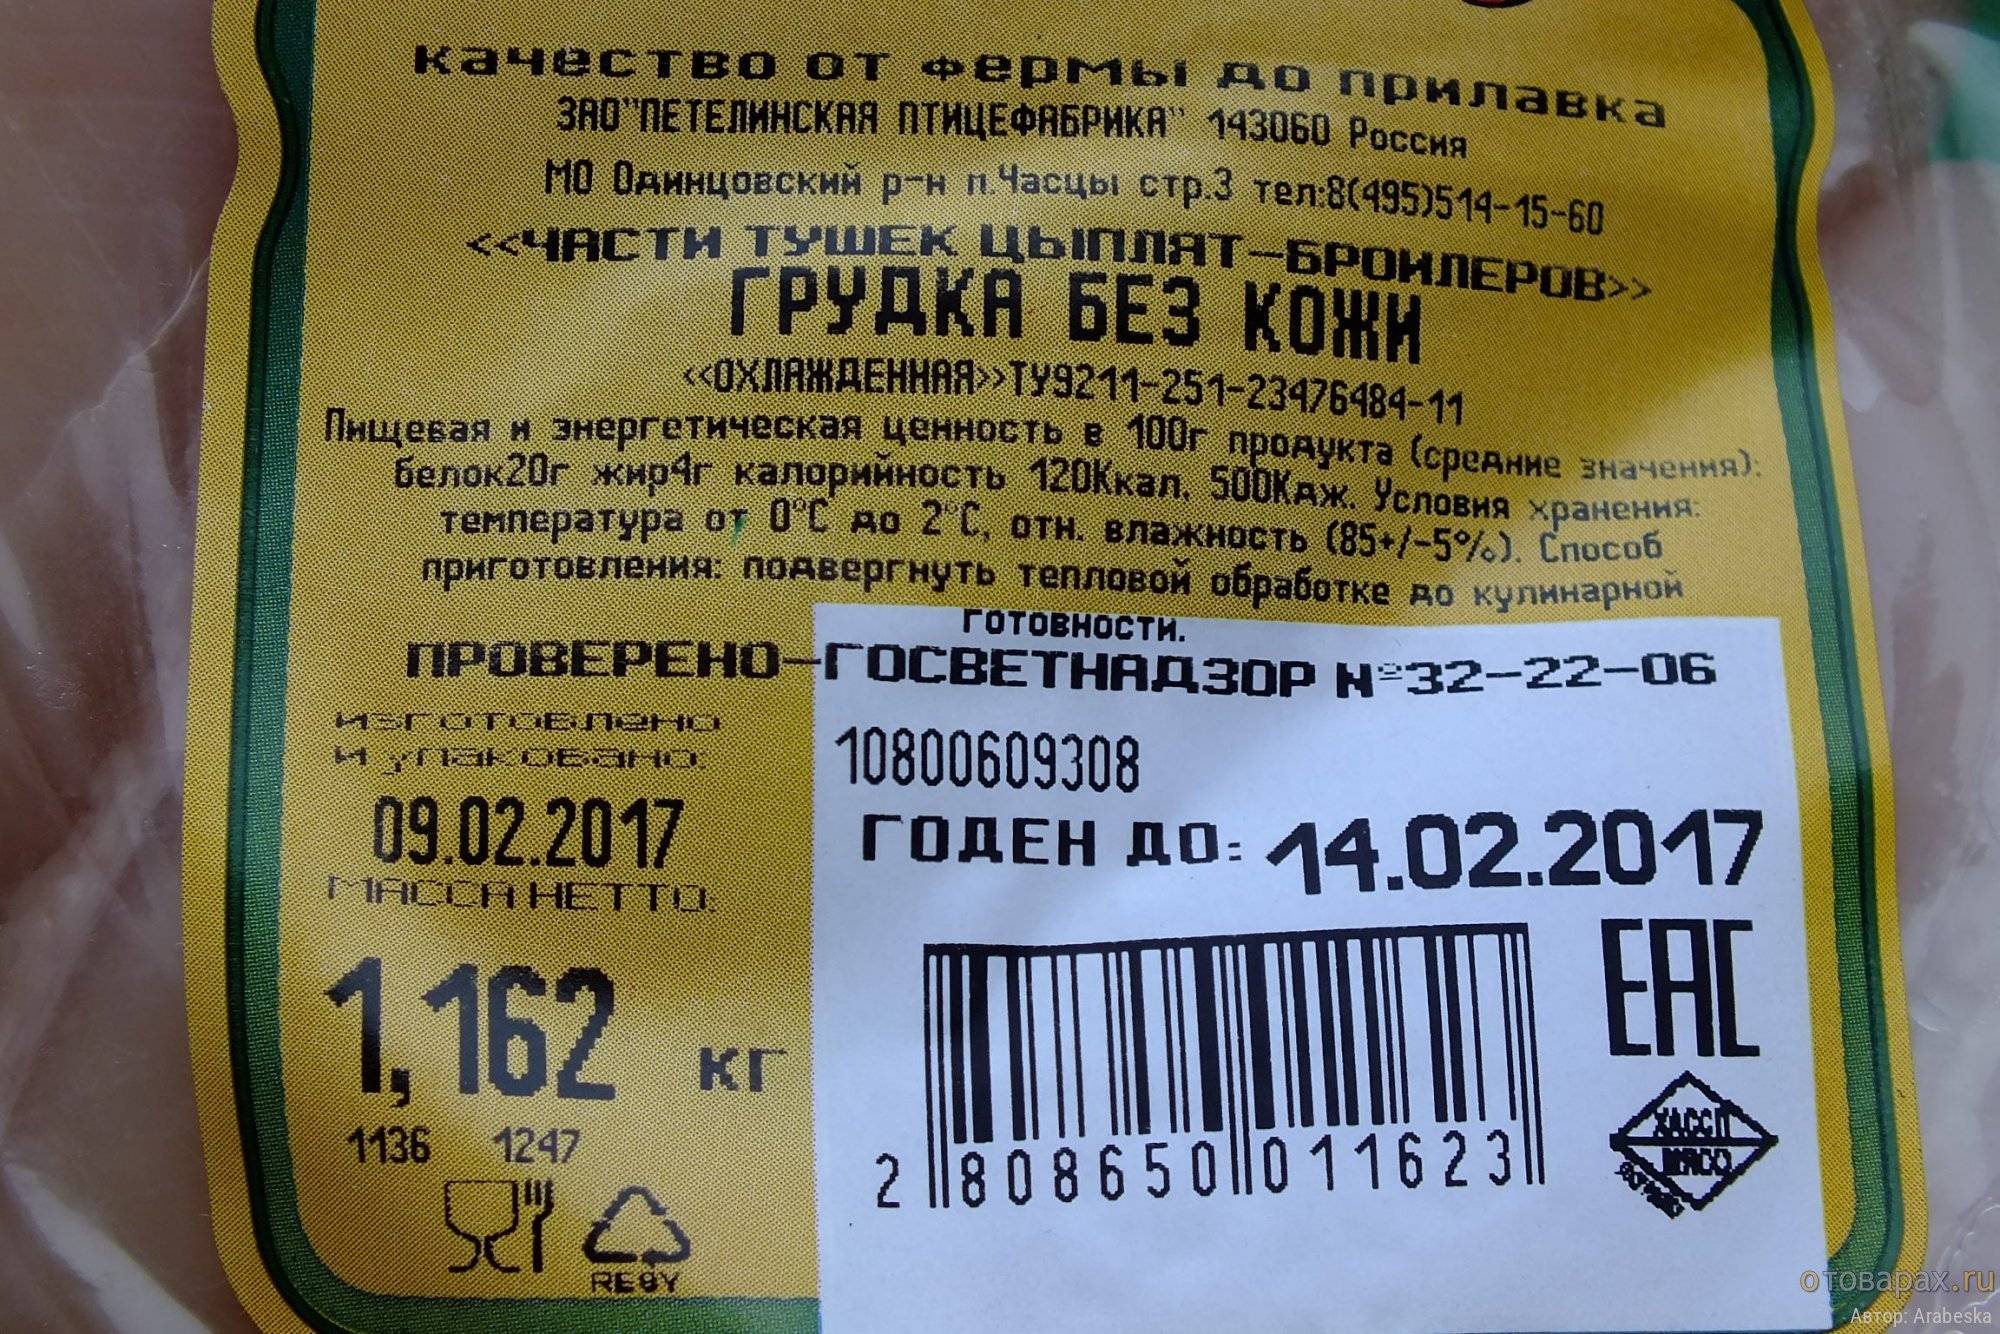 качество от фермы до прилавка
ЗАО"ПЕТЕЛИНСКАЯ ПТИЦЕФАБРИКА" 143060 Россия
МО Одинцовский р-н п.Часцы стр.3 тел:8(495)514-15-60
<<ЧАСТИ ТУШЕК ЦЫПЛЯТ-БРОЙЛЕРОВ>>
ГРУДКА БЕЗ КОЖИ
<<ОХЛАЖДЕННАЯ>>ТУ9211-251-23476484-11
Пищевая и энергетическая ценность в 100г продукта (средние значения):
белок20г жир4г калорийность 120Ккал. 500Кдж. Условия хранения:
температура от 0°С до 2°С, отн. влажность (85+/-5%). Способ
приготовления: подвергнуть тепловой обработке до кулинарной
готовности.
ПРОВЕРЕНО-ГОСВЕТНАДЗОР №32-22-06
изготовлено
и упаковано:
10800609308
09.02.2017
ГОДЕН ДО: 14.02.2017
МАССА НЕТТО:
1,162 кг
EAC
1136 1247
2 808650 011623
ХАССП
МЯСО
отоварах.ru
Автор: Arabeska